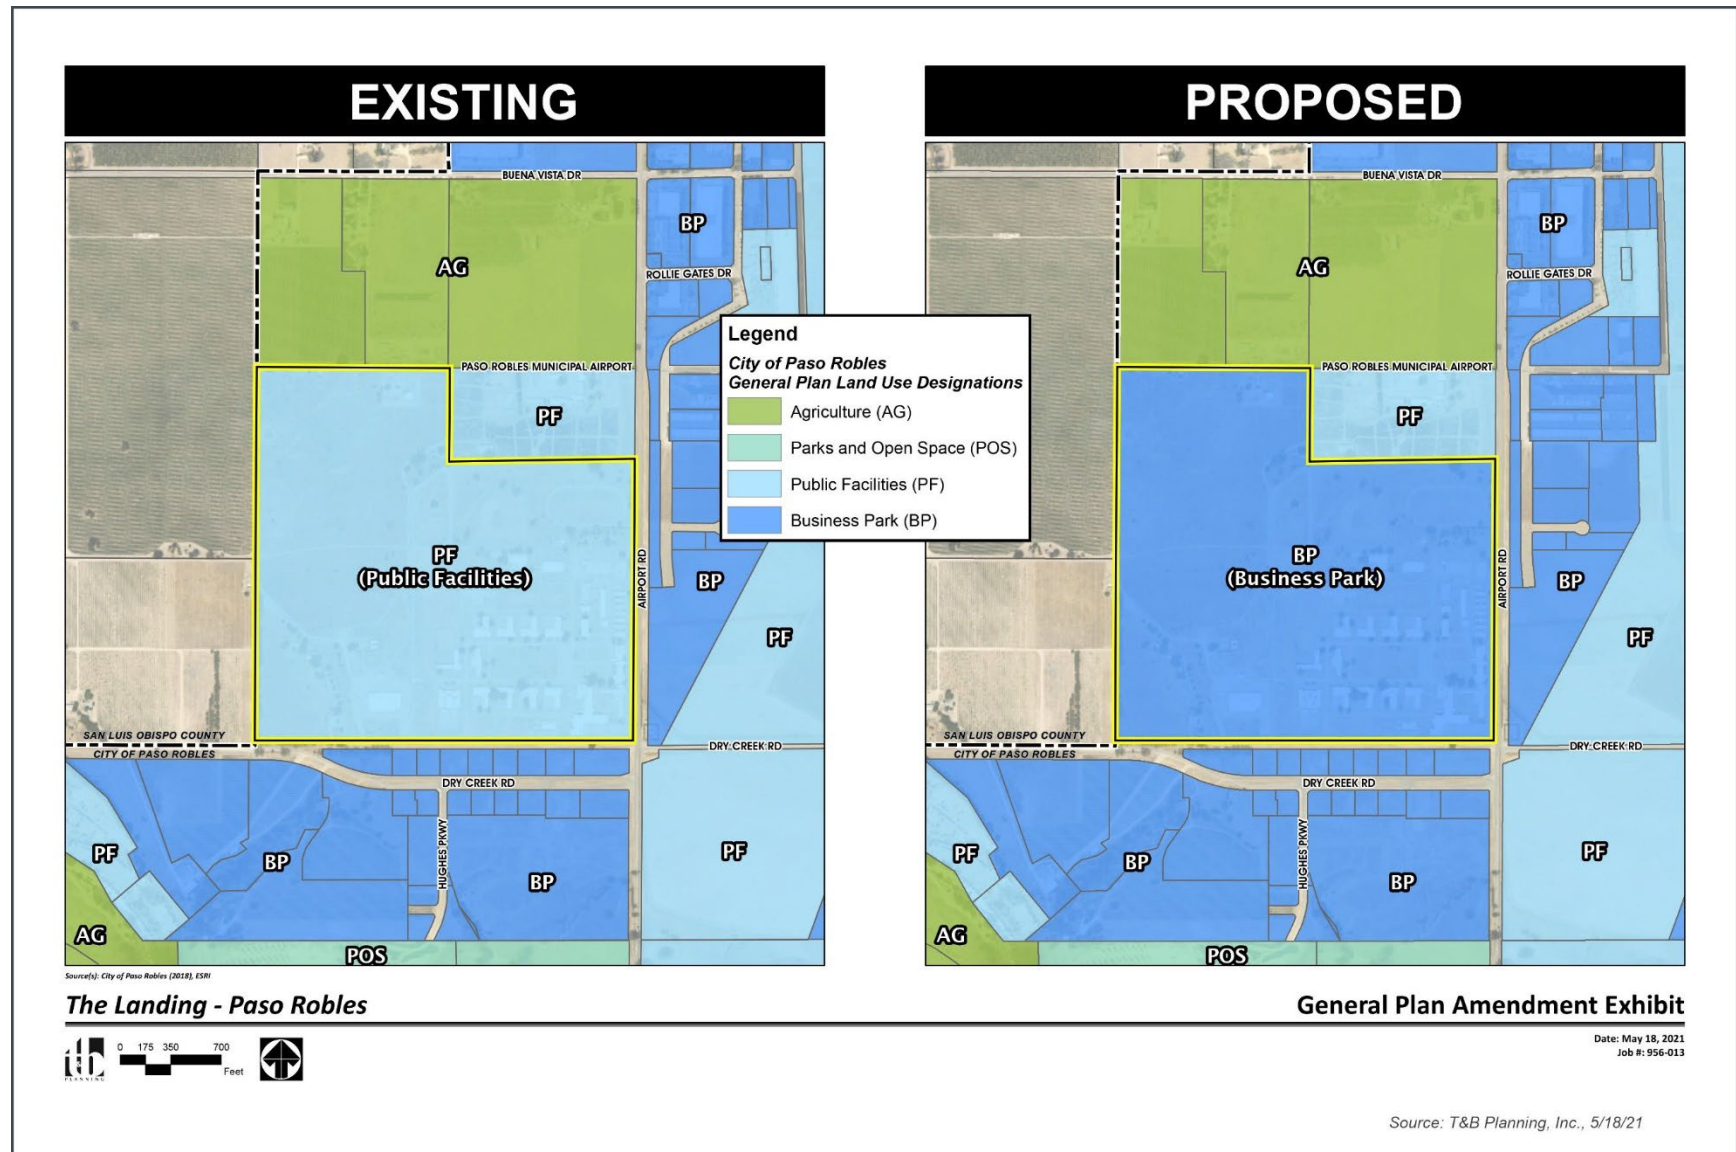 EXISTING
BUENA VISTA DR
BP
AG
ROLLIE GATES DR
PASO ROBLES MUNICIPAL AIRPORT
PF
PF
(Public Facilities)
AIRPORT RD
BP
PF
SAN LUIS OBISPO COUNTY
CITY OF PASO ROBLES
DRY CREEK RD
DRY CREEK RD
HUGHES PKWY
PF
BP
BP
PF
AG
POS
Legend
City of Paso Robles
General Plan Land Use Designations
Agriculture (AG)
Parks and Open Space (POS)
Public Facilities (PF)
Business Park (BP)
PROPOSED
BUENA VISTA DR
BP
AG
ROLLIE GATES DR
PASO ROBLES MUNICIPAL AIRPORT
PF
BP
(Business Park)
AIRPORT RD
BP
PF
SAN LUIS OBISPO COUNTY
CITY OF PASO ROBLES
DRY CREEK RD
DRY CREEK RD
HUGHES PKWY
PF
BP
BP
PF
AG
POS
Source(s): City of Paso Robles (2018), ESRI
The Landing - Paso Robles
General Plan Amendment Exhibit
Date: May 18, 2021
Job #: 956-013
t&b
PLANNING
0 175 350 700
Feet
Source: T&B Planning, Inc., 5/18/21